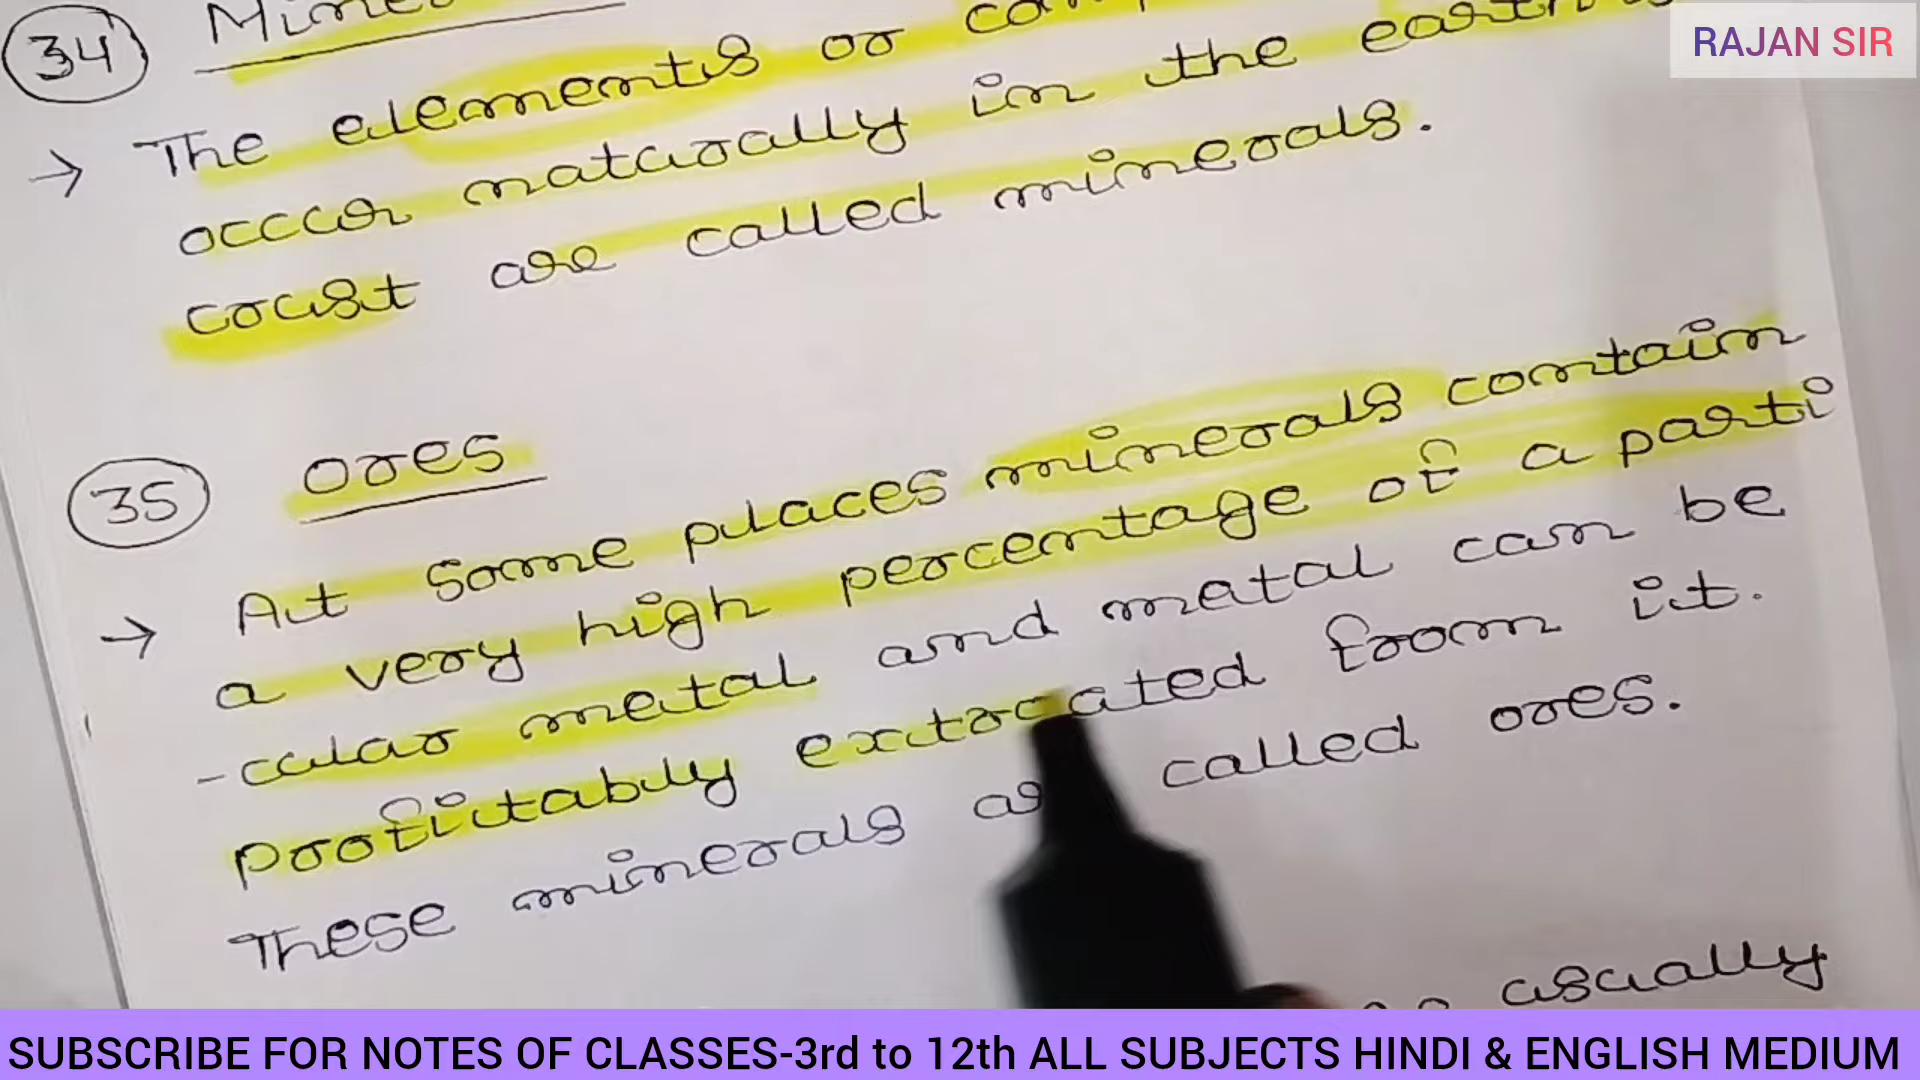 34
→ The elements or
occur naturally in the earth
crust are called minerals.
35 Ores
→ At some places minerals contain
a very high percentage of a parti
-cular metal and metal can be
profitably extracted from it.
These minerals called ores.
usually
RAJAN SIR
SUBSCRIBE FOR NOTES OF CLASSES-3rd to 12th ALL SUBJECTS HINDI & ENGLISH MEDIUM